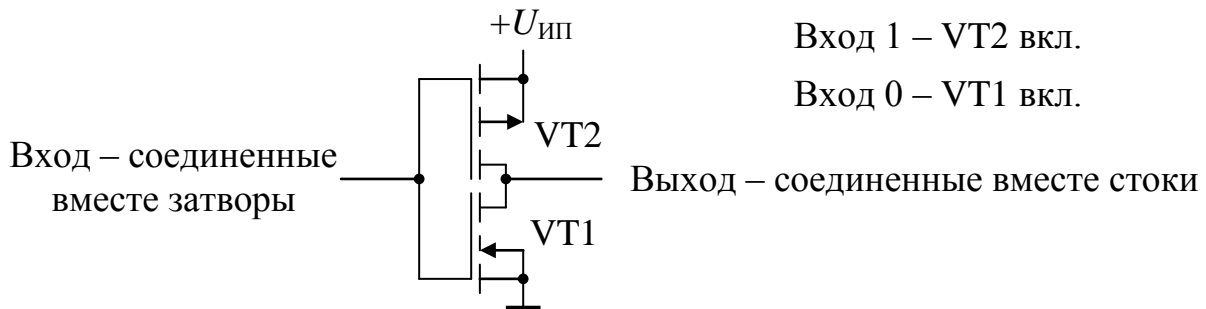 +UИП
Вход 1 – VT2 вкл.
Вход 0 – VT1 вкл.
VT2
Вход – соединенные
вместе затворы
Выход – соединенные вместе стоки
VT1